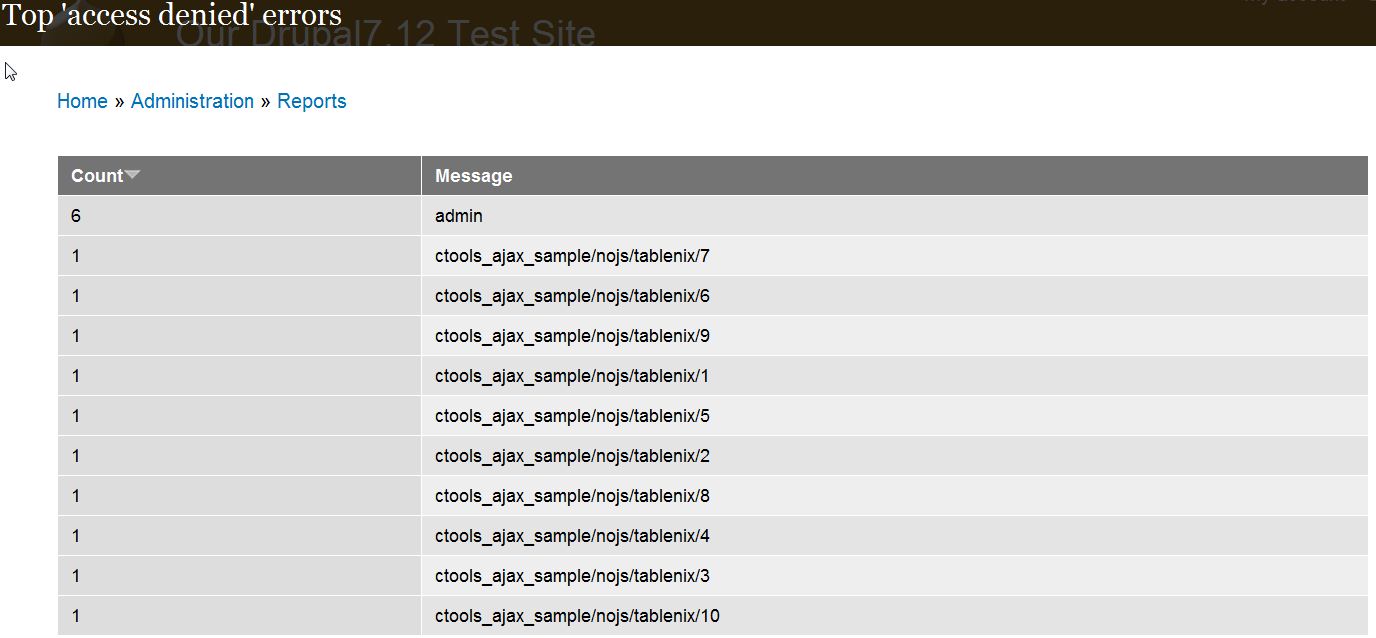 Top 'access denied' errors
Our Drupal7.12 Test Site
Home » Administration » Reports
Count Message
6 admin
1 ctools_ajax_sample/nojs/tablenix/7
1 ctools_ajax_sample/nojs/tablenix/6
1 ctools_ajax_sample/nojs/tablenix/9
1 ctools_ajax_sample/nojs/tablenix/1
1 ctools_ajax_sample/nojs/tablenix/5
1 ctools_ajax_sample/nojs/tablenix/2
1 ctools_ajax_sample/nojs/tablenix/8
1 ctools_ajax_sample/nojs/tablenix/4
1 ctools_ajax_sample/nojs/tablenix/3
1 ctools_ajax_sample/nojs/tablenix/10